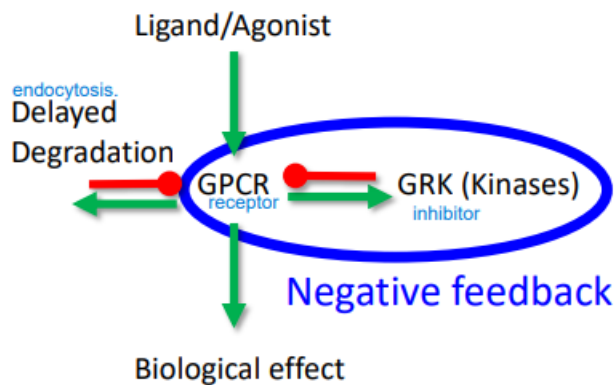 Ligand/Agonist
endocytosis.
Delayed
Degradation
GPCR
receptor
GRK (Kinases)
inhibitor
Negative feedback
Biological effect